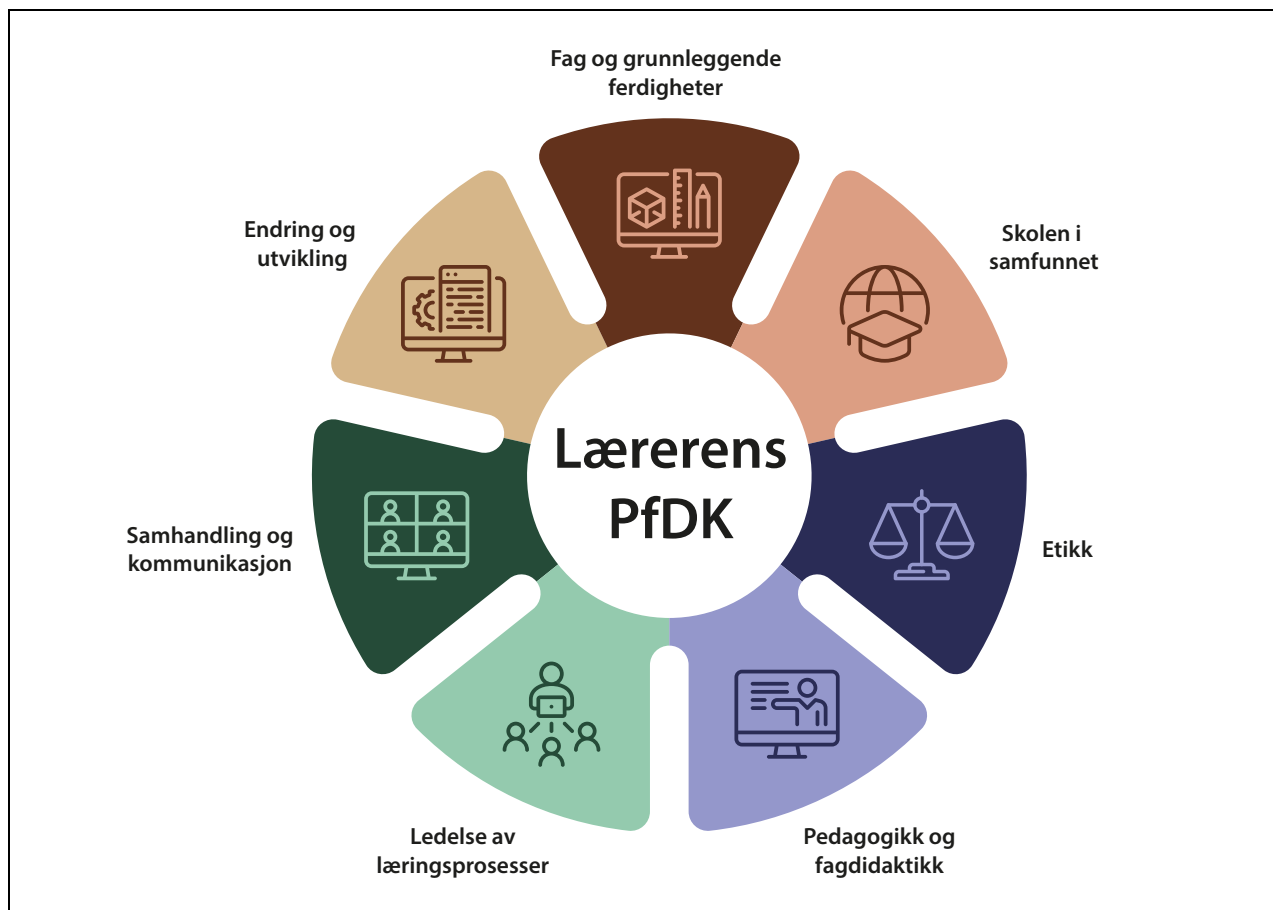 Fag og grunnleggende
ferdigheter
Skolen i
samfunnet
Etikk
Pedagogikk og
fagdidaktikk
Ledelse av
læringsprosesser
Samhandling og
kommunikasjon
Endring og
utvikling
Lærerens
PfDK